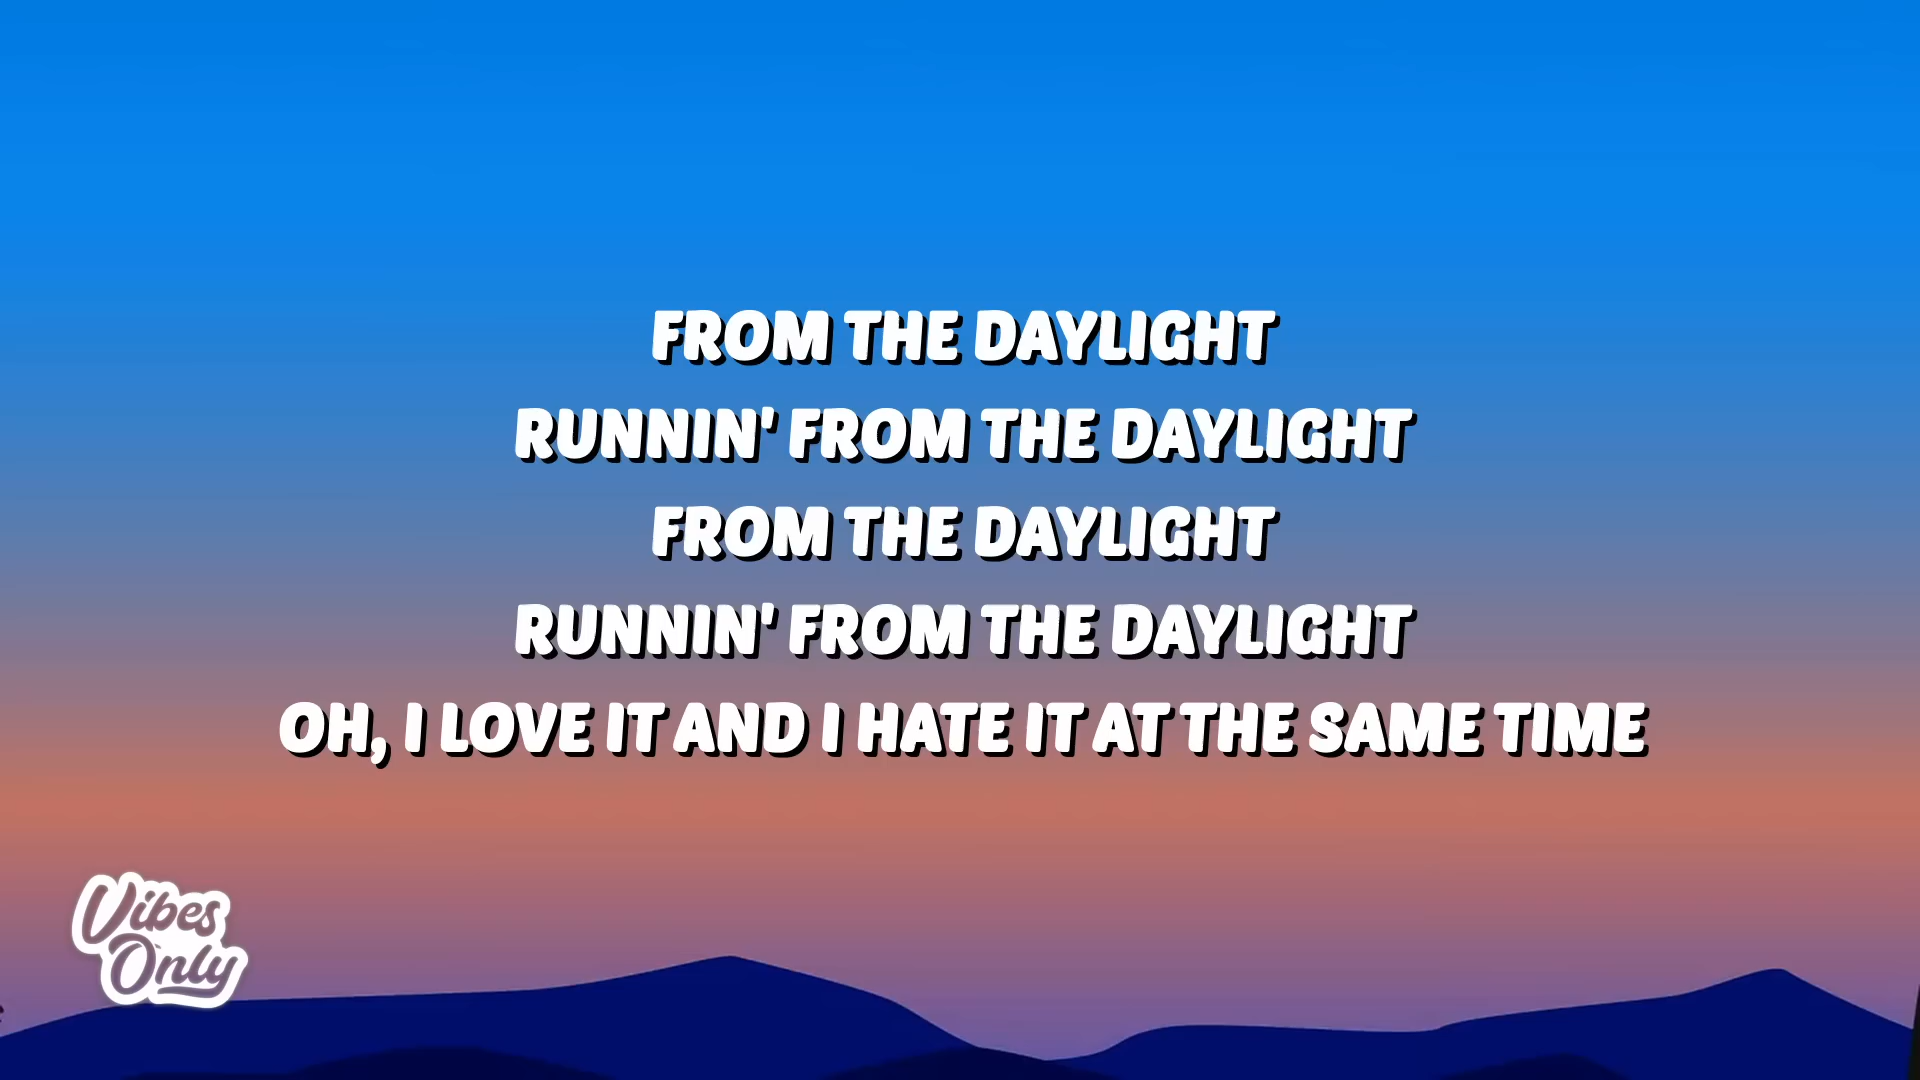 FROM THE DAYLIGHT
RUNNIN' FROM THE DAYLIGHT
FROM THE DAYLIGHT
RUNNIN' FROM THE DAYLIGHT
OH, I LOVE IT AND I HATE IT AT THE SAME TIME
Vibes
Only